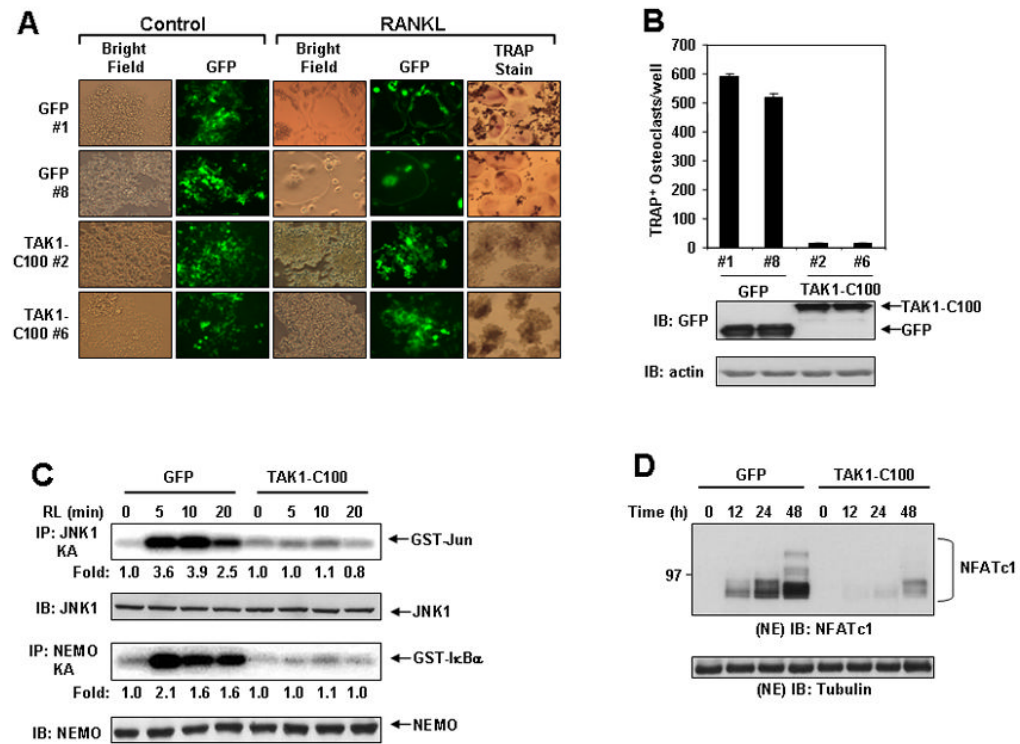 A
Control
RANKL
Bright Field
GFP
Bright Field
GFP
TRAP Stain
GFP #1
GFP #8
TAK1-C100 #2
TAK1-C100 #6
B
TRAP+ Osteoclasts/well
700
600
500
400
300
200
100
0
#1 #8 #2 #6
GFP TAK1-C100
IB: GFP
TAK1-C100
GFP
IB: actin
C
GFP TAK1-C100
RL (min) 0 5 10 20 0 5 10 20
IP: JNK1 KA
GST-Jun
Fold: 1.0 3.6 3.9 2.5 1.0 1.0 1.1 0.8
IB: JNK1
JNK1
IP: NEMO KA
GST-IκBα
Fold: 1.0 2.1 1.6 1.6 1.0 1.0 1.1 1.0
IB: NEMO
NEMO
D
GFP TAK1-C100
Time (h) 0 12 24 48 0 12 24 48
97
NFATc1
(NE) IB: NFATc1
(NE) IB: Tubulin